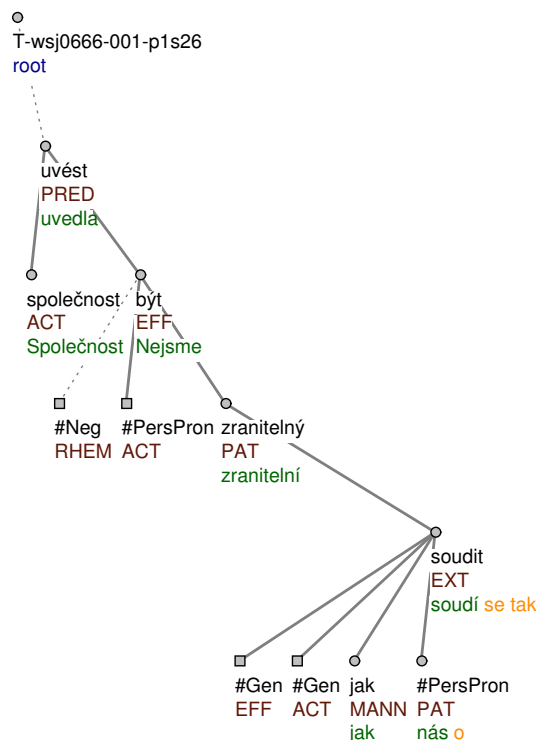 T-wsj0666-001-p1s26
root
uvést
PRED
uvedla
společnost být
ACT EFF
Společnost Nejsme
#Neg #PersPron zranitelný
RHEM ACT PAT
zranitelní
soudit
EXT
soudí se tak
#Gen #Gen jak #PersPron
EFF ACT MANN PAT
jak nás o